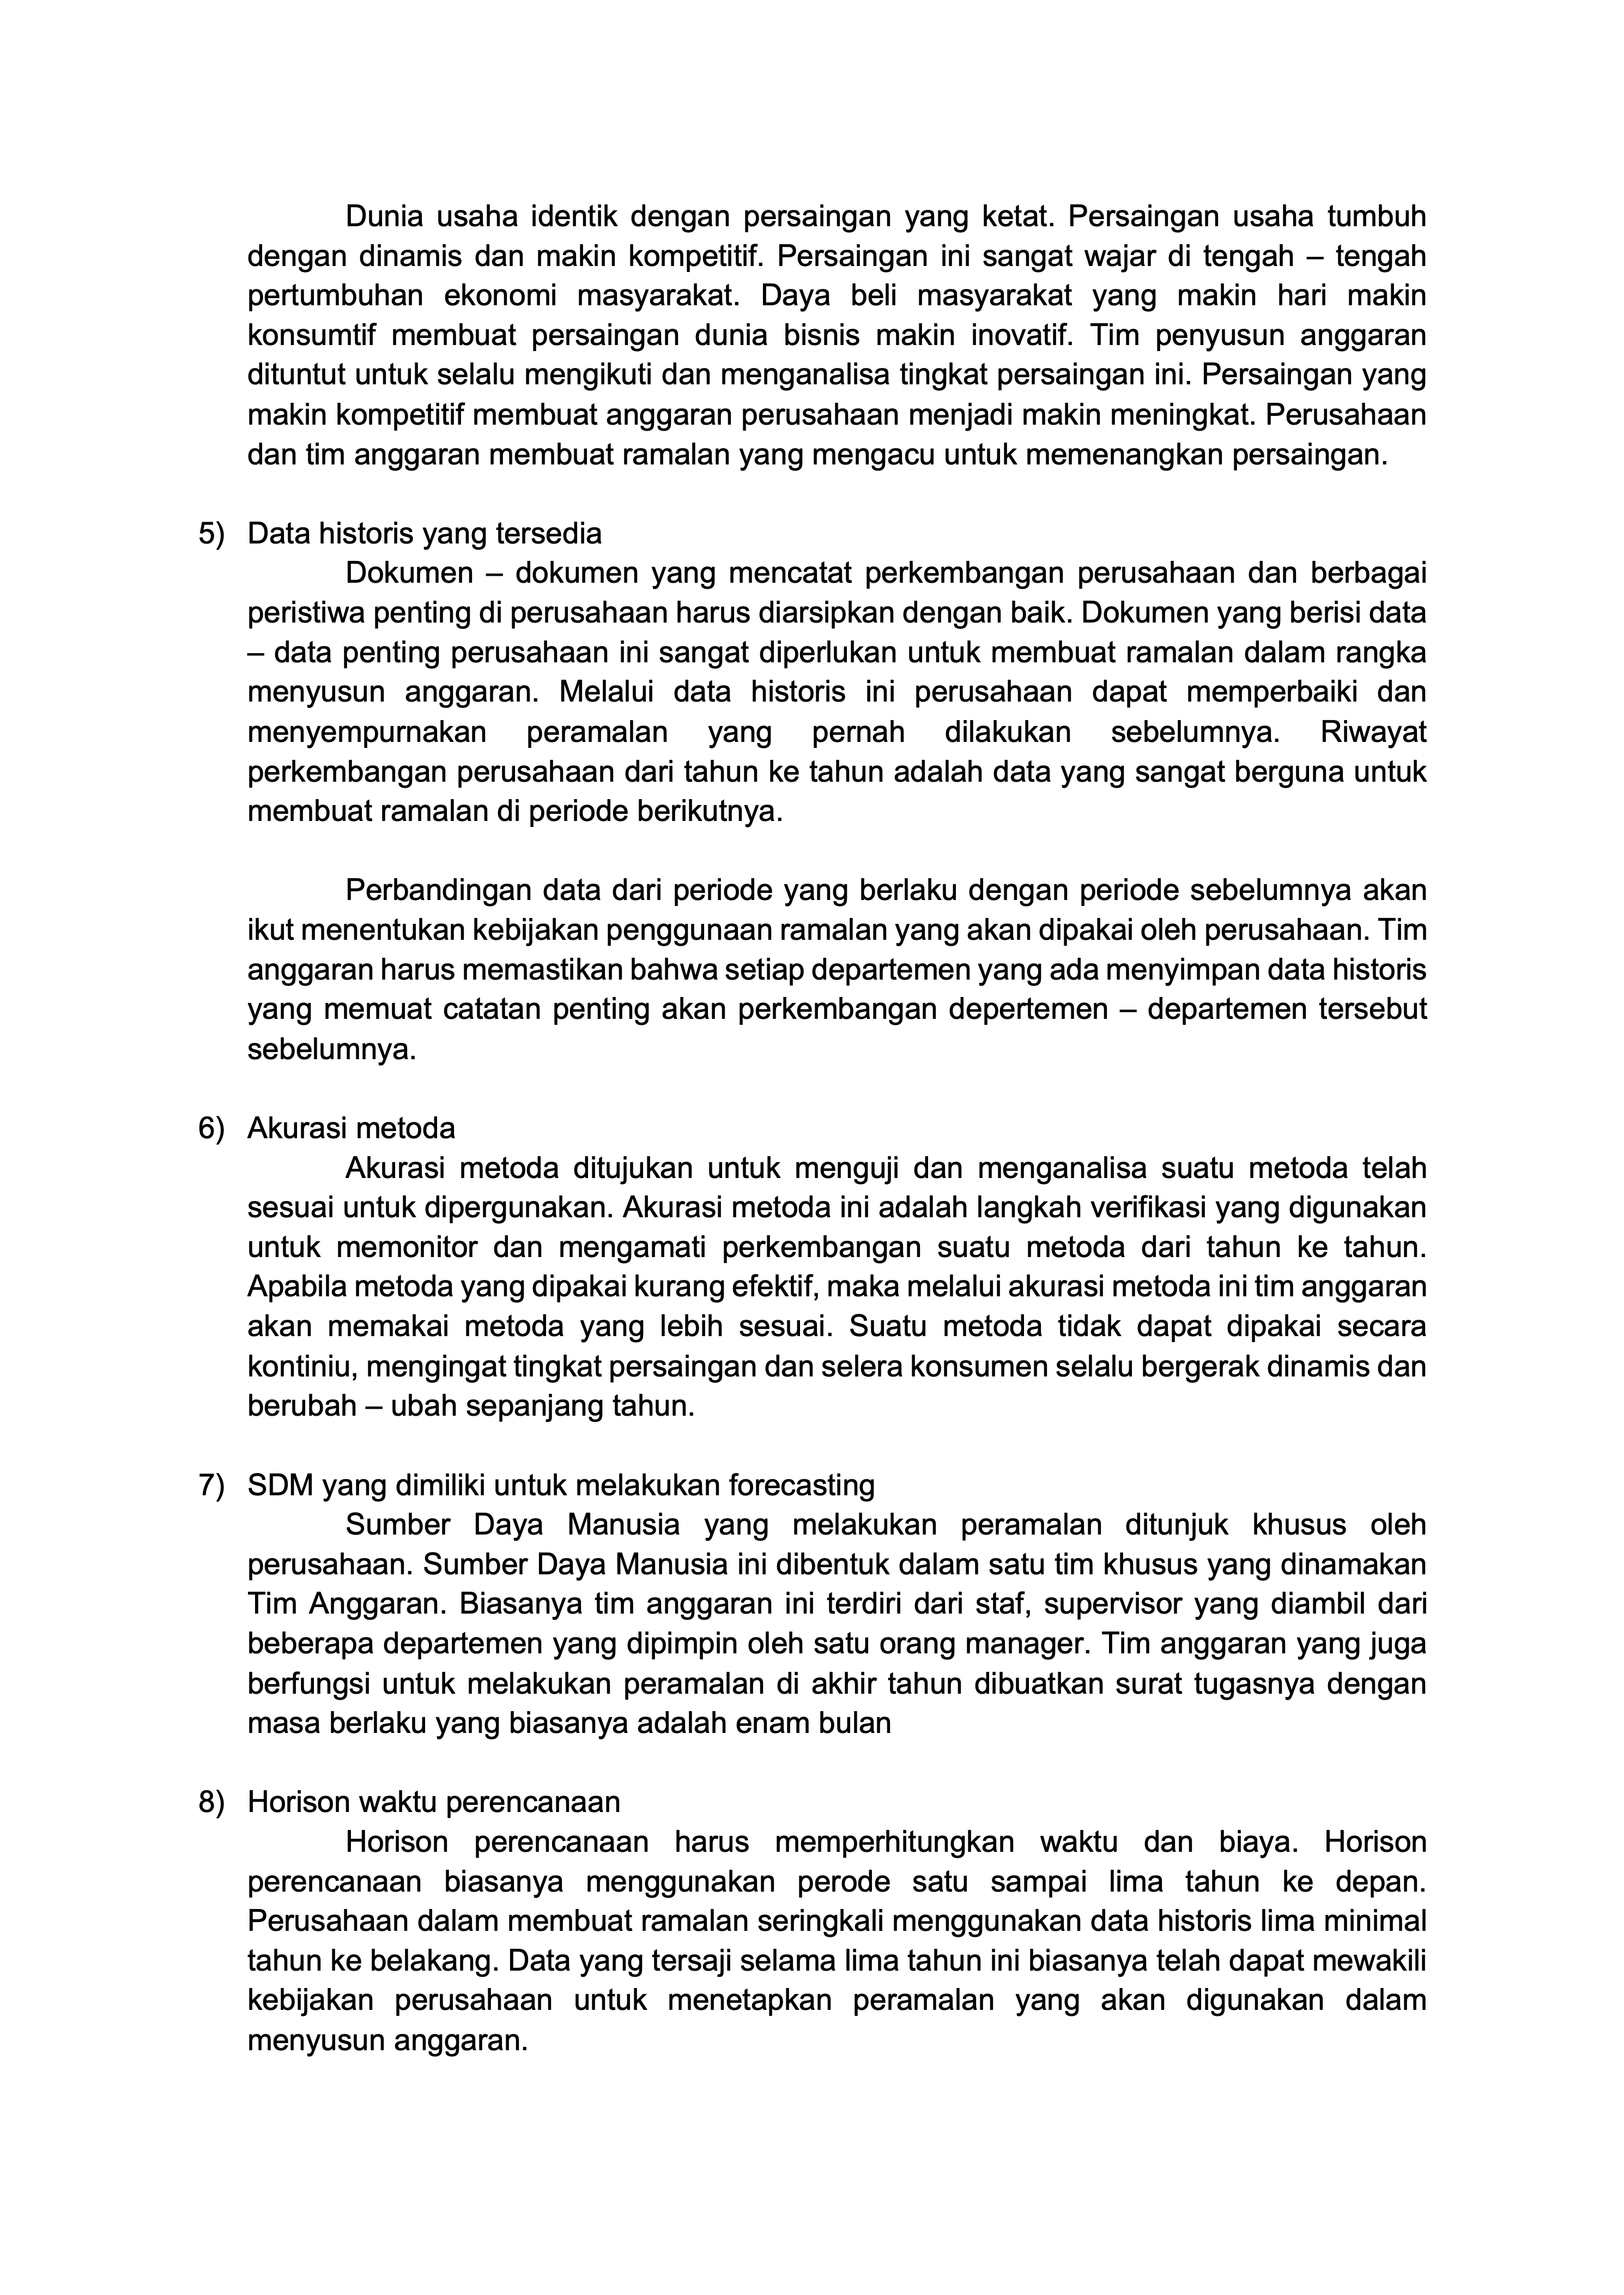 Dunia usaha identik dengan persaingan yang ketat. Persaingan usaha tumbuh
dengan dinamis dan makin kompetitif. Persaingan ini sangat wajar di tengah – tengah
pertumbuhan ekonomi masyarakat. Daya beli masyarakat yang makin hari makin
konsumtif membuat persaingan dunia bisnis makin inovatif. Tim penyusun anggaran
dituntut untuk selalu mengikuti dan menganalisa tingkat persaingan ini. Persaingan yang
makin kompetitif membuat anggaran perusahaan menjadi makin meningkat. Perusahaan
dan tim anggaran membuat ramalan yang mengacu untuk memenangkan persaingan.
5) Data historis yang tersedia
Dokumen – dokumen yang mencatat perkembangan perusahaan dan berbagai
peristiwa penting di perusahaan harus diarsipkan dengan baik. Dokumen yang berisi data
– data penting perusahaan ini sangat diperlukan untuk membuat ramalan dalam rangka
menyusun anggaran. Melalui data historis ini perusahaan dapat memperbaiki dan
menyempurnakan peramalan yang pernah dilakukan sebelumnya. Riwayat
perkembangan perusahaan dari tahun ke tahun adalah data yang sangat berguna untuk
membuat ramalan di periode berikutnya.
Perbandingan data dari periode yang berlaku dengan periode sebelumnya akan
ikut menentukan kebijakan penggunaan ramalan yang akan dipakai oleh perusahaan. Tim
anggaran harus memastikan bahwa setiap departemen yang ada menyimpan data historis
yang memuat catatan penting akan perkembangan depertemen – departemen tersebut
sebelumnya.
6) Akurasi metoda
Akurasi metoda ditujukan untuk menguji dan menganalisa suatu metoda telah
sesuai untuk dipergunakan. Akurasi metoda ini adalah langkah verifikasi yang digunakan
untuk memonitor dan mengamati perkembangan suatu metoda dari tahun ke tahun.
Apabila metoda yang dipakai kurang efektif, maka melalui akurasi metoda ini tim anggaran
akan memakai metoda yang lebih sesuai. Suatu metoda tidak dapat dipakai secara
kontiniu, mengingat tingkat persaingan dan selera konsumen selalu bergerak dinamis dan
berubah – ubah sepanjang tahun.
7) SDM yang dimiliki untuk melakukan forecasting
Sumber Daya Manusia yang melakukan peramalan ditunjuk khusus oleh
perusahaan. Sumber Daya Manusia ini dibentuk dalam satu tim khusus yang dinamakan
Tim Anggaran. Biasanya tim anggaran ini terdiri dari staf, supervisor yang diambil dari
beberapa departemen yang dipimpin oleh satu orang manager. Tim anggaran yang juga
berfungsi untuk melakukan peramalan di akhir tahun dibuatkan surat tugasnya dengan
masa berlaku yang biasanya adalah enam bulan
8) Horison waktu perencanaan
Horison perencanaan harus memperhitungkan waktu dan biaya. Horison
perencanaan biasanya menggunakan perode satu sampai lima tahun ke depan.
Perusahaan dalam membuat ramalan seringkali menggunakan data historis lima minimal
tahun ke belakang. Data yang tersaji selama lima tahun ini biasanya telah dapat mewakili
kebijakan perusahaan untuk menetapkan peramalan yang akan digunakan dalam
menyusun anggaran.